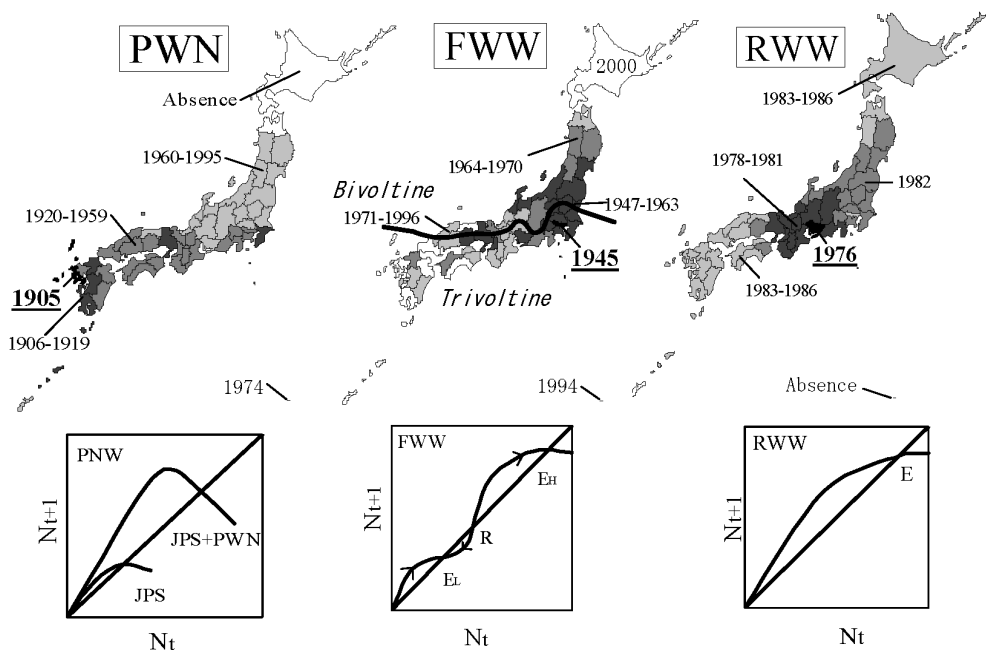 PWN
Absence
1960-1995
1920-1959
1905
1906-1919
1974
FWW
2000
1964-1970
Bivoltine
1971-1996
1947-1963
1945
Trivoltine
1994
RWW
1983-1986
1978-1981
1982
1976
1983-1986
Absence
PNW
JPS+PWN
JPS
Nt+1
Nt
FWW
EH
R
EL
Nt+1
Nt
RWW
E
Nt+1
Nt